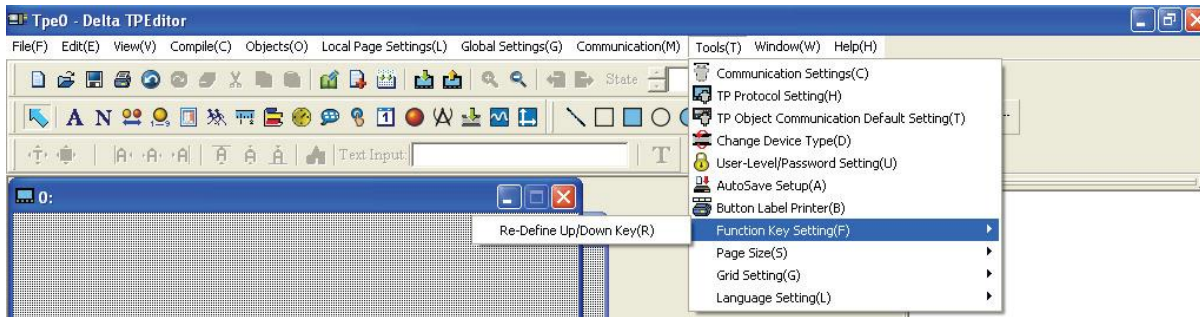 Tpe0 - Delta TPEditor
File(F) Edit(E) View(V) Compile(C) Objects(O) Local Page Settings(L) Global Settings(G) Communication(M) Tools(T) Window(W) Help(H)
State
Communication Settings(C)
TP Protocol Setting(H)
TP Object Communication Default Setting(T)
Change Device Type(D)
Text Input:
User-Level/Password Setting(U)
AutoSave Setup(A)
0:
Button Label Printer(B)
Re-Define Up/Down Key(R)
Function Key Setting(F)
Page Size(S)
Grid Setting(G)
Language Setting(L)